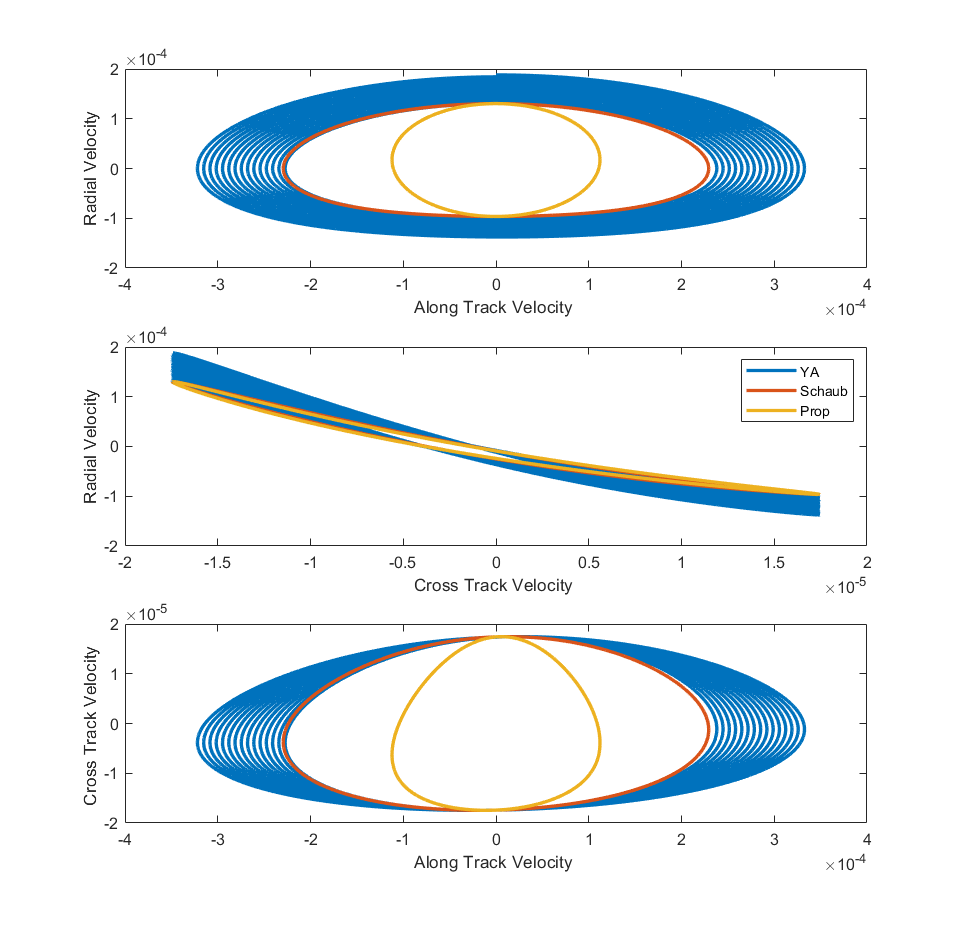 ×10-4
2
1
0
-1
-2
Radial Velocity
-4 -3 -2 -1 0 1 2 3 4
Along Track Velocity
×10-4
×10-4
2
1
0
-1
-2
Radial Velocity
YA
Schaub
Prop
-2 -1.5 -1 -0.5 0 0.5 1 1.5 2
Cross Track Velocity
×10-5
×10-5
2
1
0
-1
-2
Cross Track Velocity
-4 -3 -2 -1 0 1 2 3 4
Along Track Velocity
×10-4